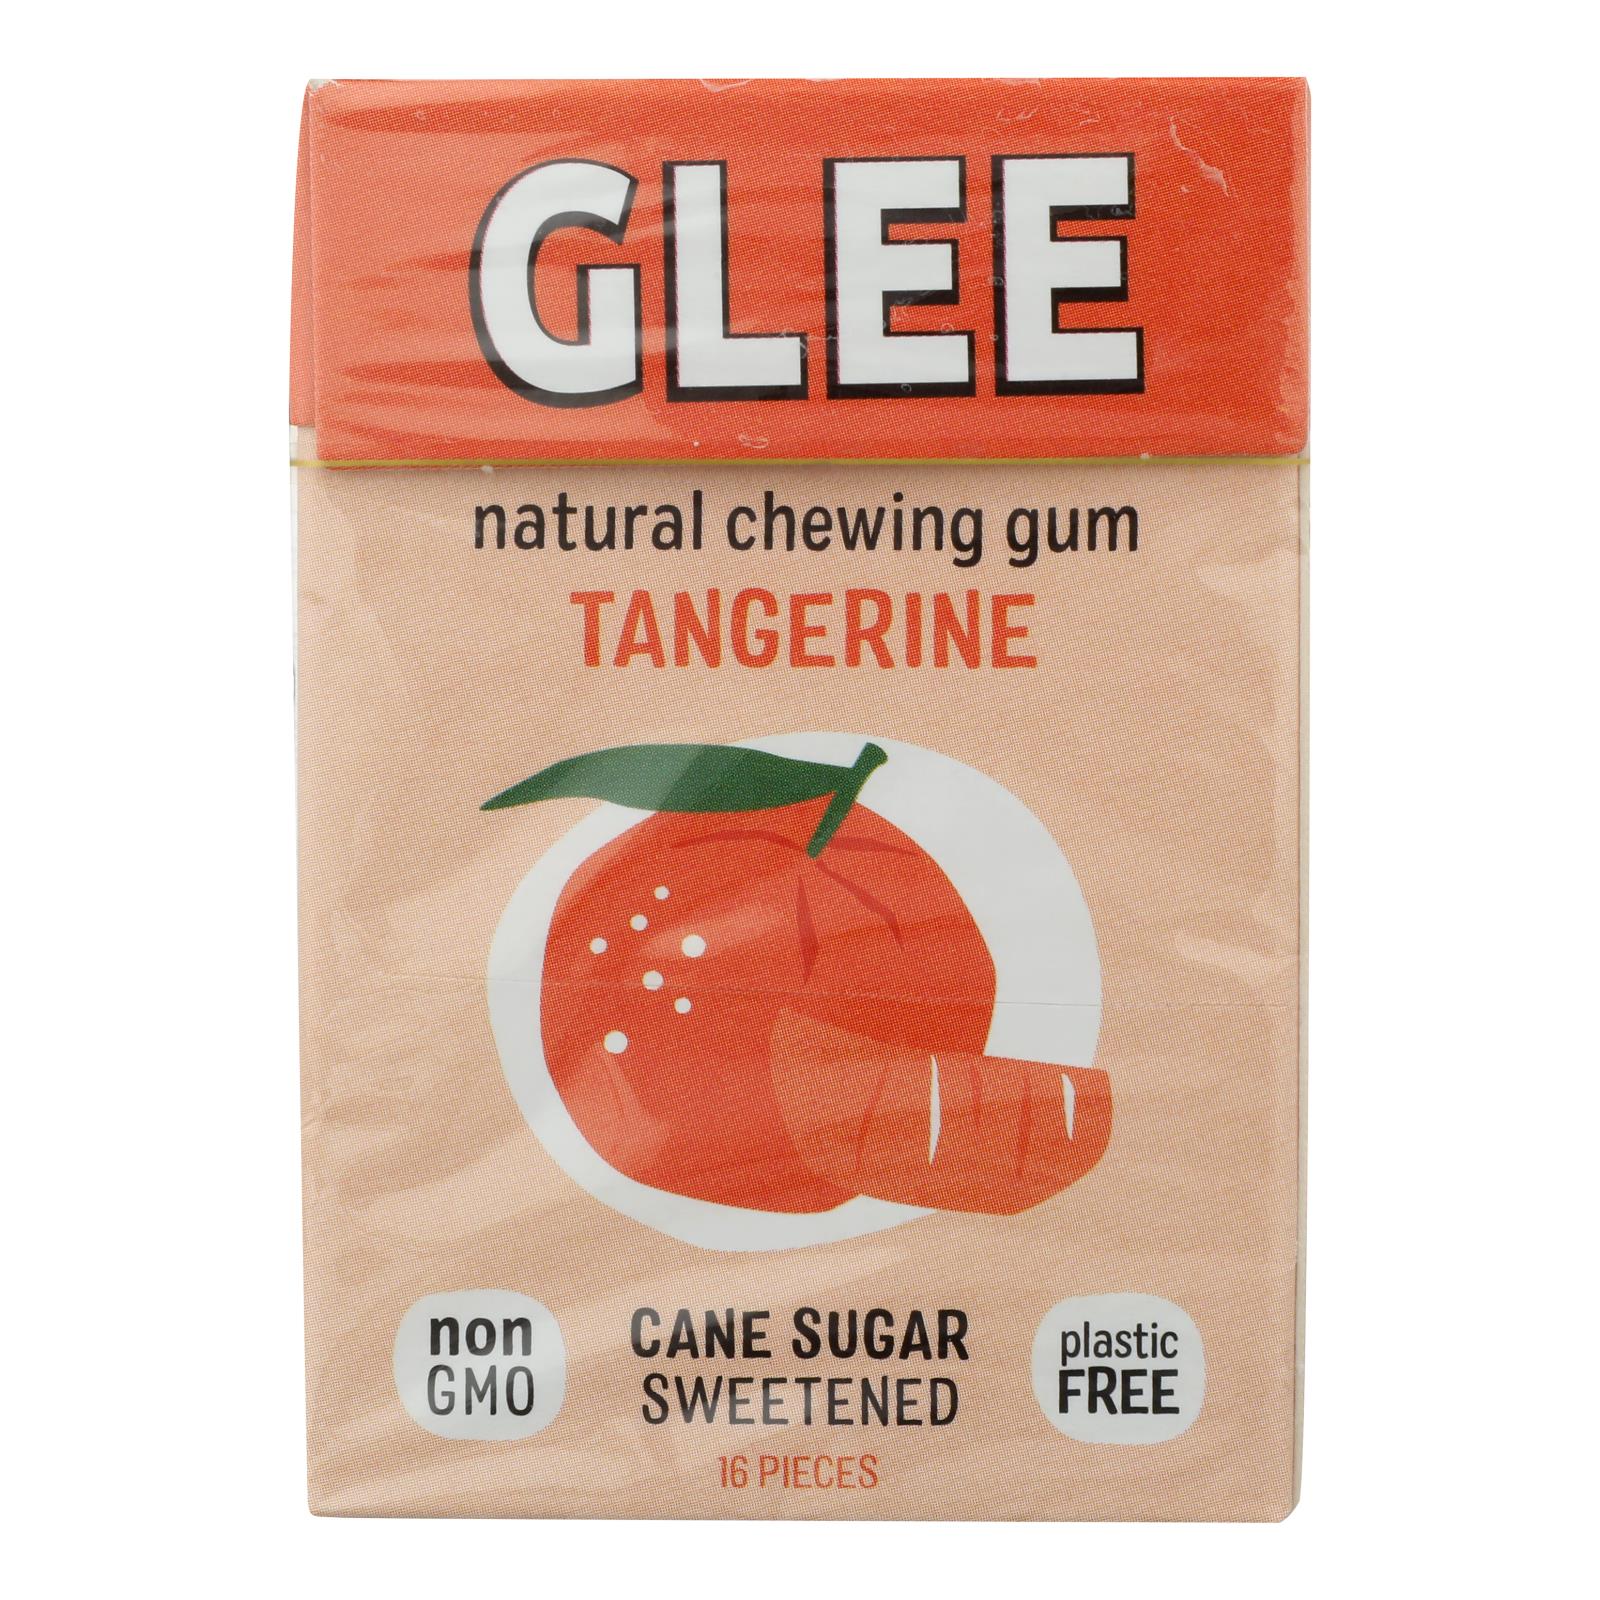 GLEE
natural chewing gum
TANGERINE
non
GMO
CANE SUGAR
SWEETENED
plastic
FREE
16 PIECES